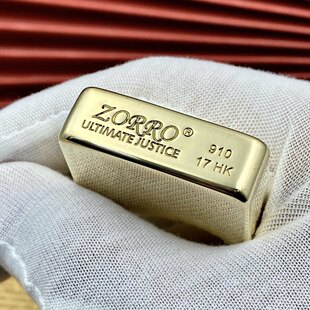 ZORRO®
ULTIMATE JUSTICE
910
17 HK